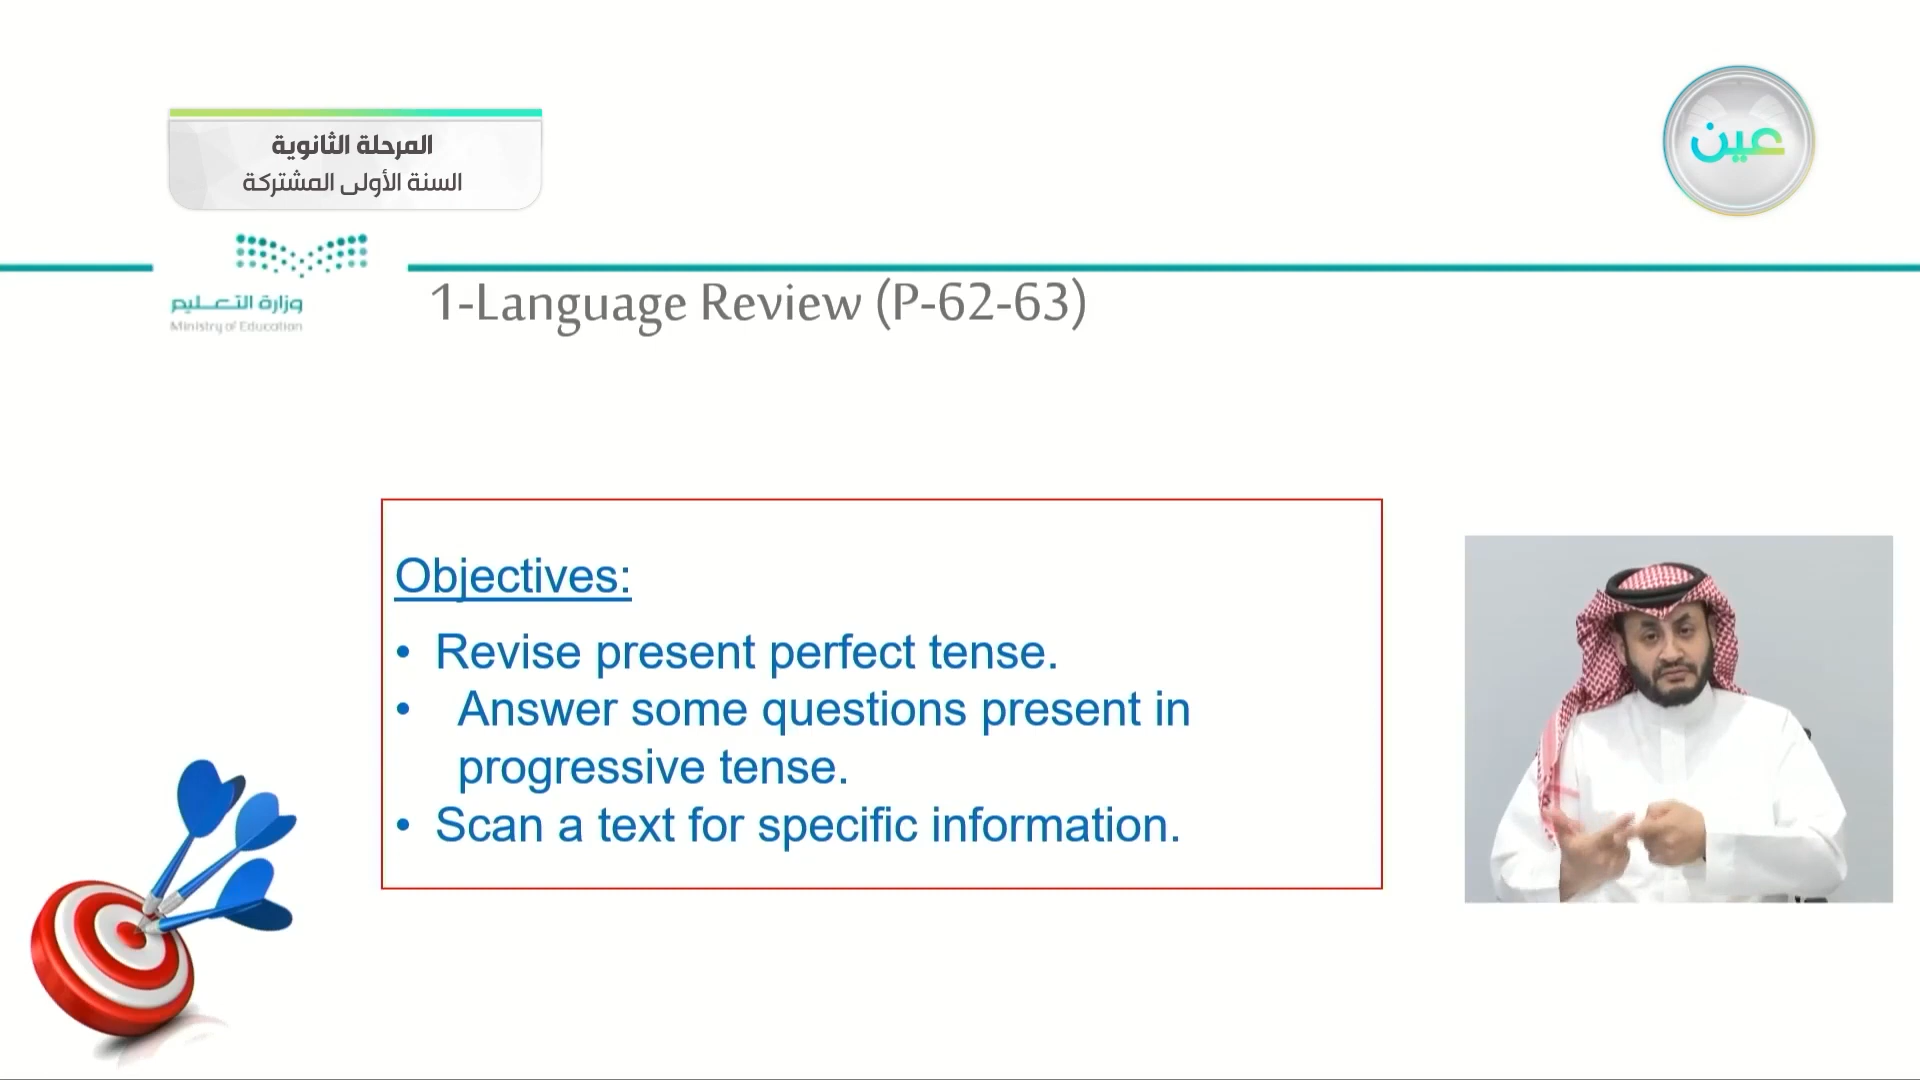 المرحلة الثانوية
السنة الأولى المشتركة
عين
وزارة التعليم
Ministry of Education
1-Language Review (P-62-63)
Objectives:
• Revise present perfect tense.
• Answer some questions present in
progressive tense.
• Scan a text for specific information.